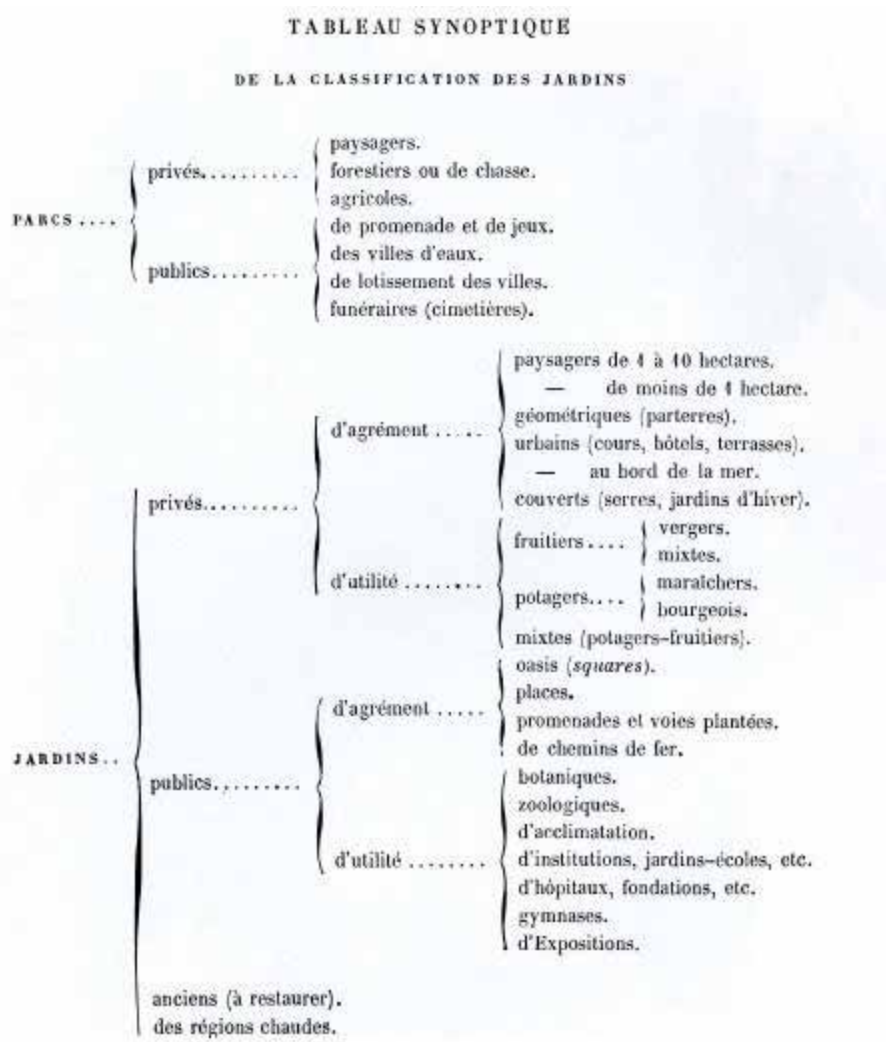 TABLEAU SYNOPTIQUE
DE LA CLASSIFICATION DES JARDINS
paysagers.
privés.......... forestiers ou de chasse.
agricoles.
PARCS .... de promenade et de jeux.
des villes d'eaux.
publics......... de lotissement des villes.
funéraires (cimetières).
paysagers de 1 à 10 hectares.
— de moins de 1 hectare.
géométriques (parterres).
d'agrément ..... urbains (cours, hôtels, terrasses).
— au bord de la mer.
privés.......... couverts (serres, jardins d'hiver).
fruitiers.... vergers.
mixtes.
d'utilité ........ potagers.... maraîchers.
bourgeois.
mixtes (potagers-fruitiers).
oasis (squares).
d'agrément ..... places.
promenades et voies plantées.
JARDINS.. de chemins de fer.
publics......... botaniques.
zoologiques.
d'acclimatation.
d'utilité ........ d'institutions, jardins-écoles, etc.
d'hôpitaux, fondations, etc.
gymnases.
d'Expositions.
anciens (à restaurer).
des régions chaudes.